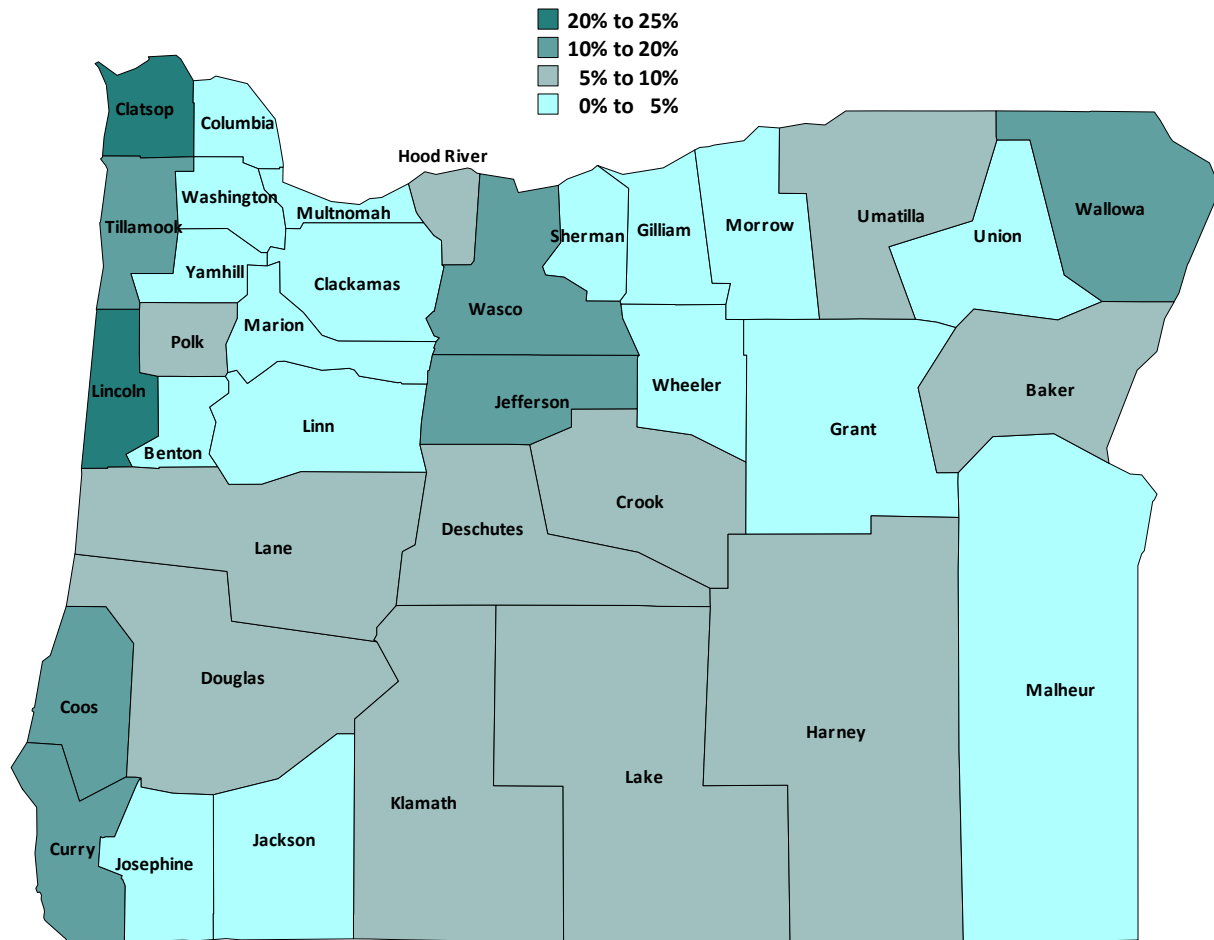 20% to 25%
10% to 20%
5% to 10%
0% to 5%
Clatsop
Columbia
Hood River
Washington
Multnomah
Tillamook
Sherman
Gilliam
Morrow
Umatilla
Union
Wallowa
Yamhill
Clackamas
Wasco
Marion
Polk
Lincoln
Jefferson
Wheeler
Baker
Benton
Linn
Grant
Crook
Deschutes
Lane
Douglas
Coos
Malheur
Harney
Lake
Klamath
Curry
Josephine
Jackson